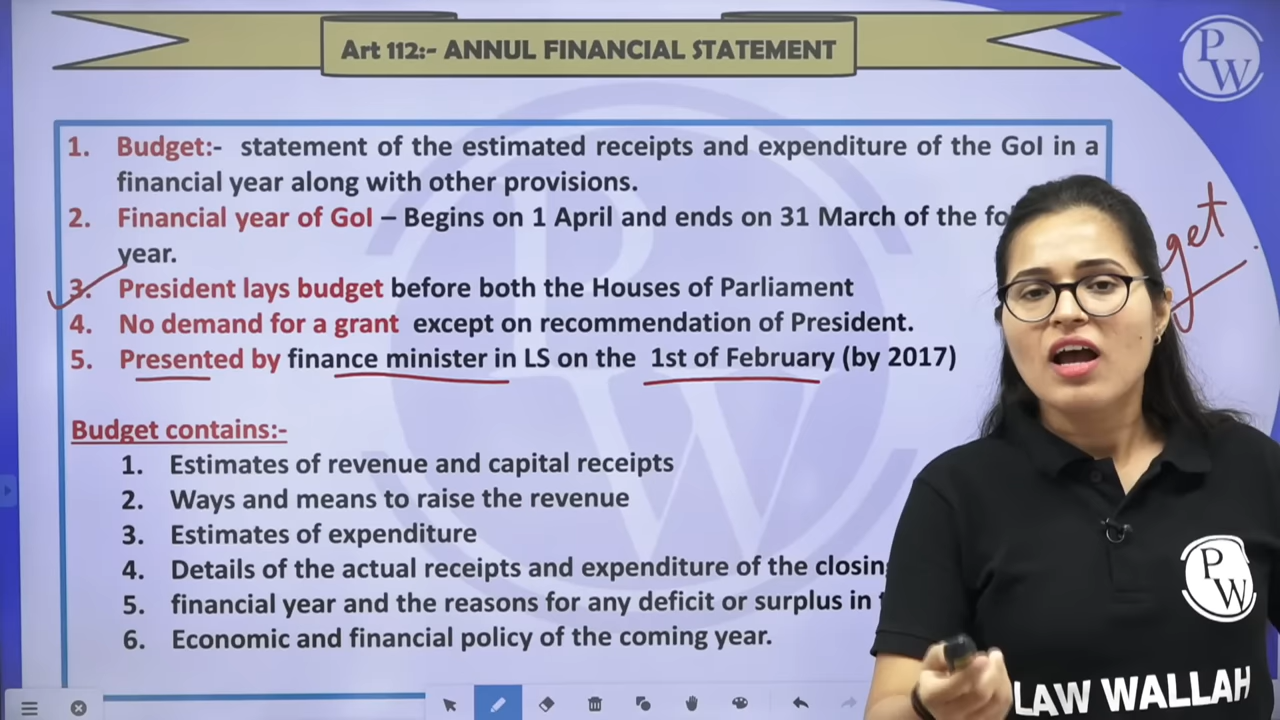 Art 112:- ANNUL FINANCIAL STATEMENT
PW
1. Budget:- statement of the estimated receipts and expenditure of the GoI in a
financial year along with other provisions.
2. Financial year of GoI – Begins on 1 April and ends on 31 March of the
year.
3. President lays budget before both the Houses of Parliament
4. No demand for a grant except on recommendation of President.
5. Presented by finance minister in LS on the 1st of February (by 2017)
Budget contains:-
1. Estimates of revenue and capital receipts
2. Ways and means to raise the revenue
3. Estimates of expenditure
4. Details of the actual receipts and expenditure of the
5. financial year and the reasons for any deficit or surplus in
6. Economic and financial policy of the coming year.
PW
LAW WALLAH